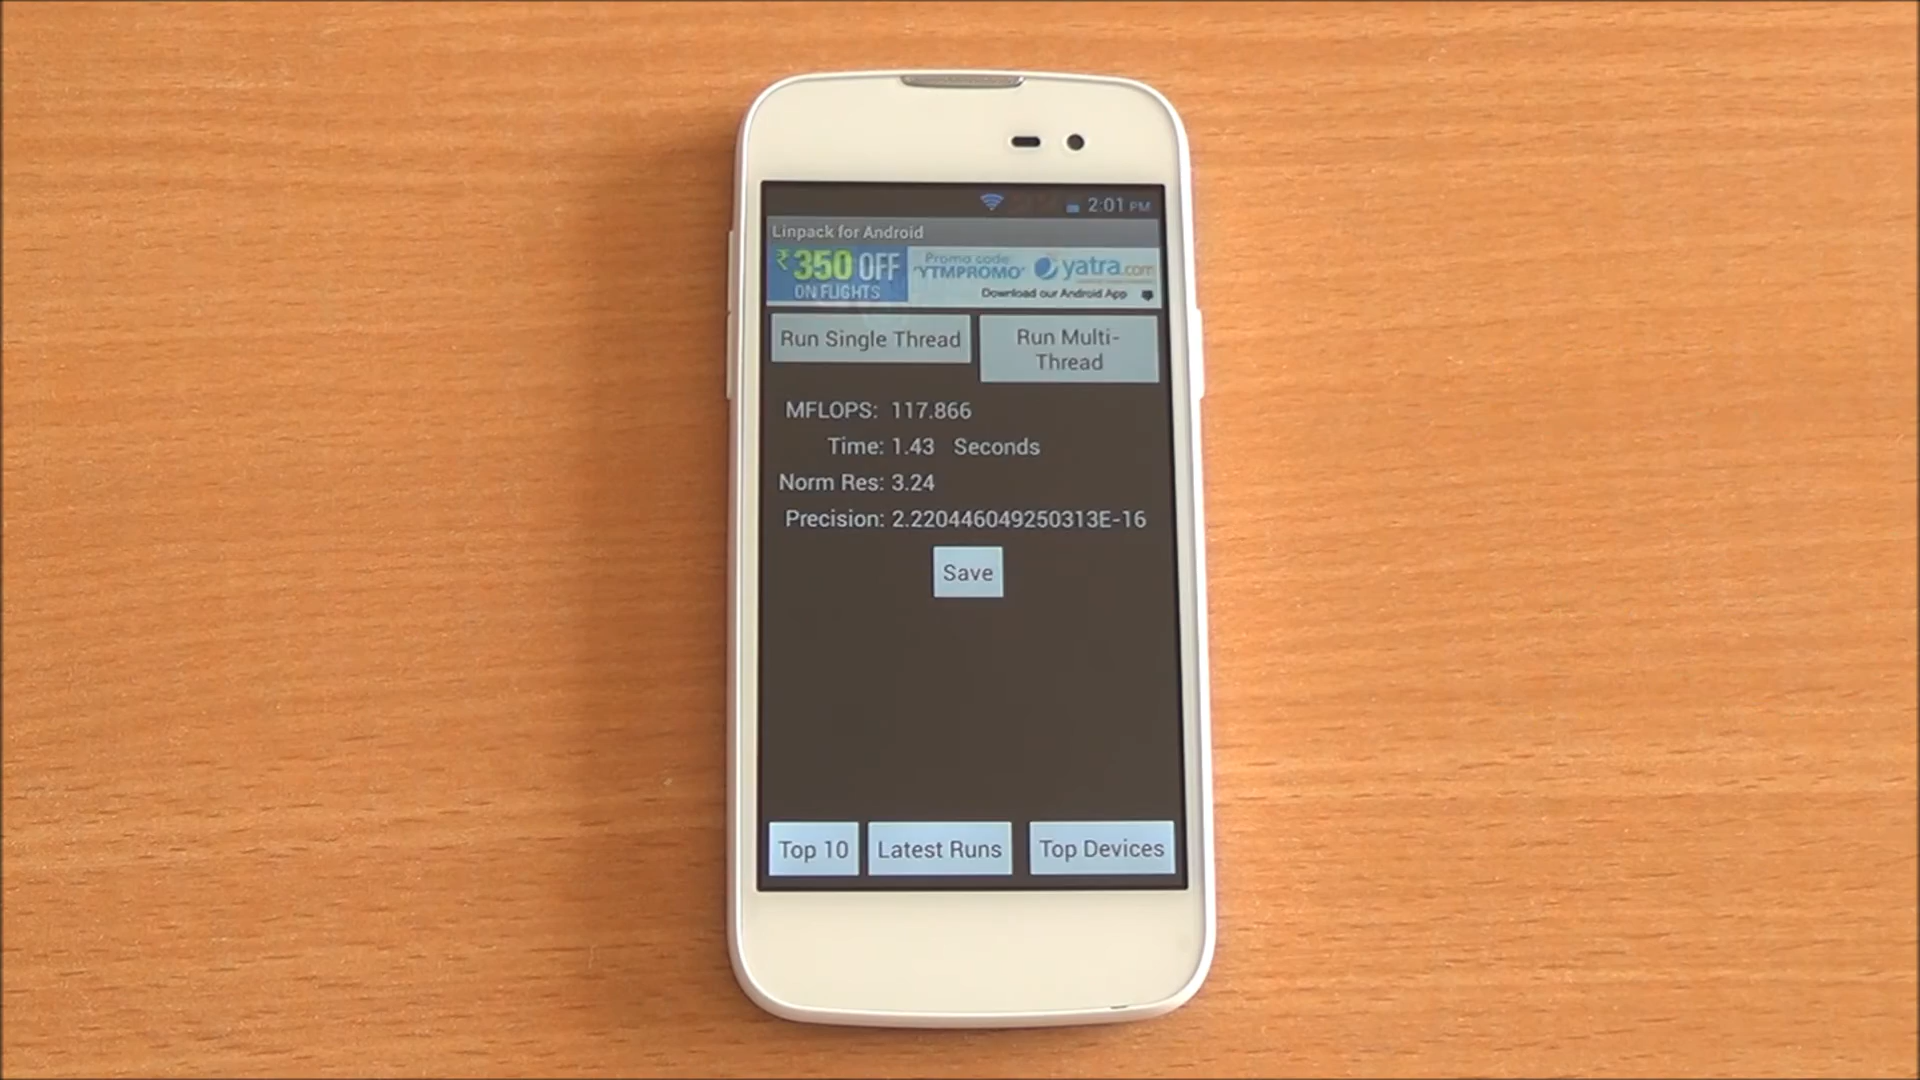 2:01 PM
Linpack for Android
₹350 OFF
ON FLIGHTS
Promo code
'YTMPROMO'
yatra.com
Download our Android App
Run Single Thread
Run Multi-
Thread
MFLOPS: 117.866
Time: 1.43 Seconds
Norm Res: 3.24
Precision: 2.220446049250313E-16
Save
Top 10
Latest Runs
Top Devices